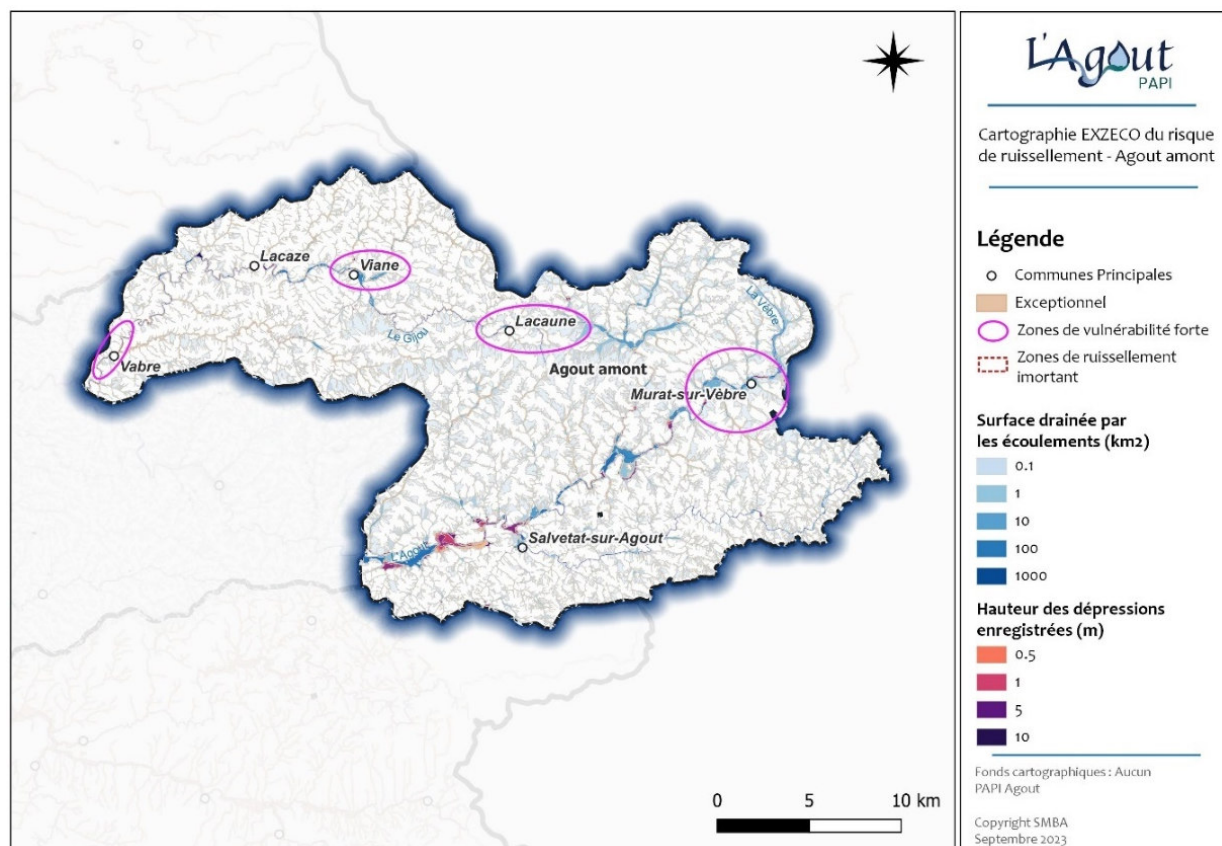 Lacaze
Viane
La Vèbre
Lacaune
Le Gijou
Vabre
Agout amont
Murat-sur-Vèbre
Salvetat-sur-Agout
L'Agout
0 5 10 km
L'Agout
PAPI
Cartographie EXZECO du risque
de ruissellement - Agout amont
Légende
Communes Principales
Exceptionnel
Zones de vulnérabilité forte
Zones de ruissellement
imortant
Surface drainée par
les écoulements (km2)
0.1
1
10
100
1000
Hauteur des dépressions
enregistrées (m)
0.5
1
5
10
Fonds cartographiques : Aucun
PAPI Agout
Copyright SMBA
Septembre 2023